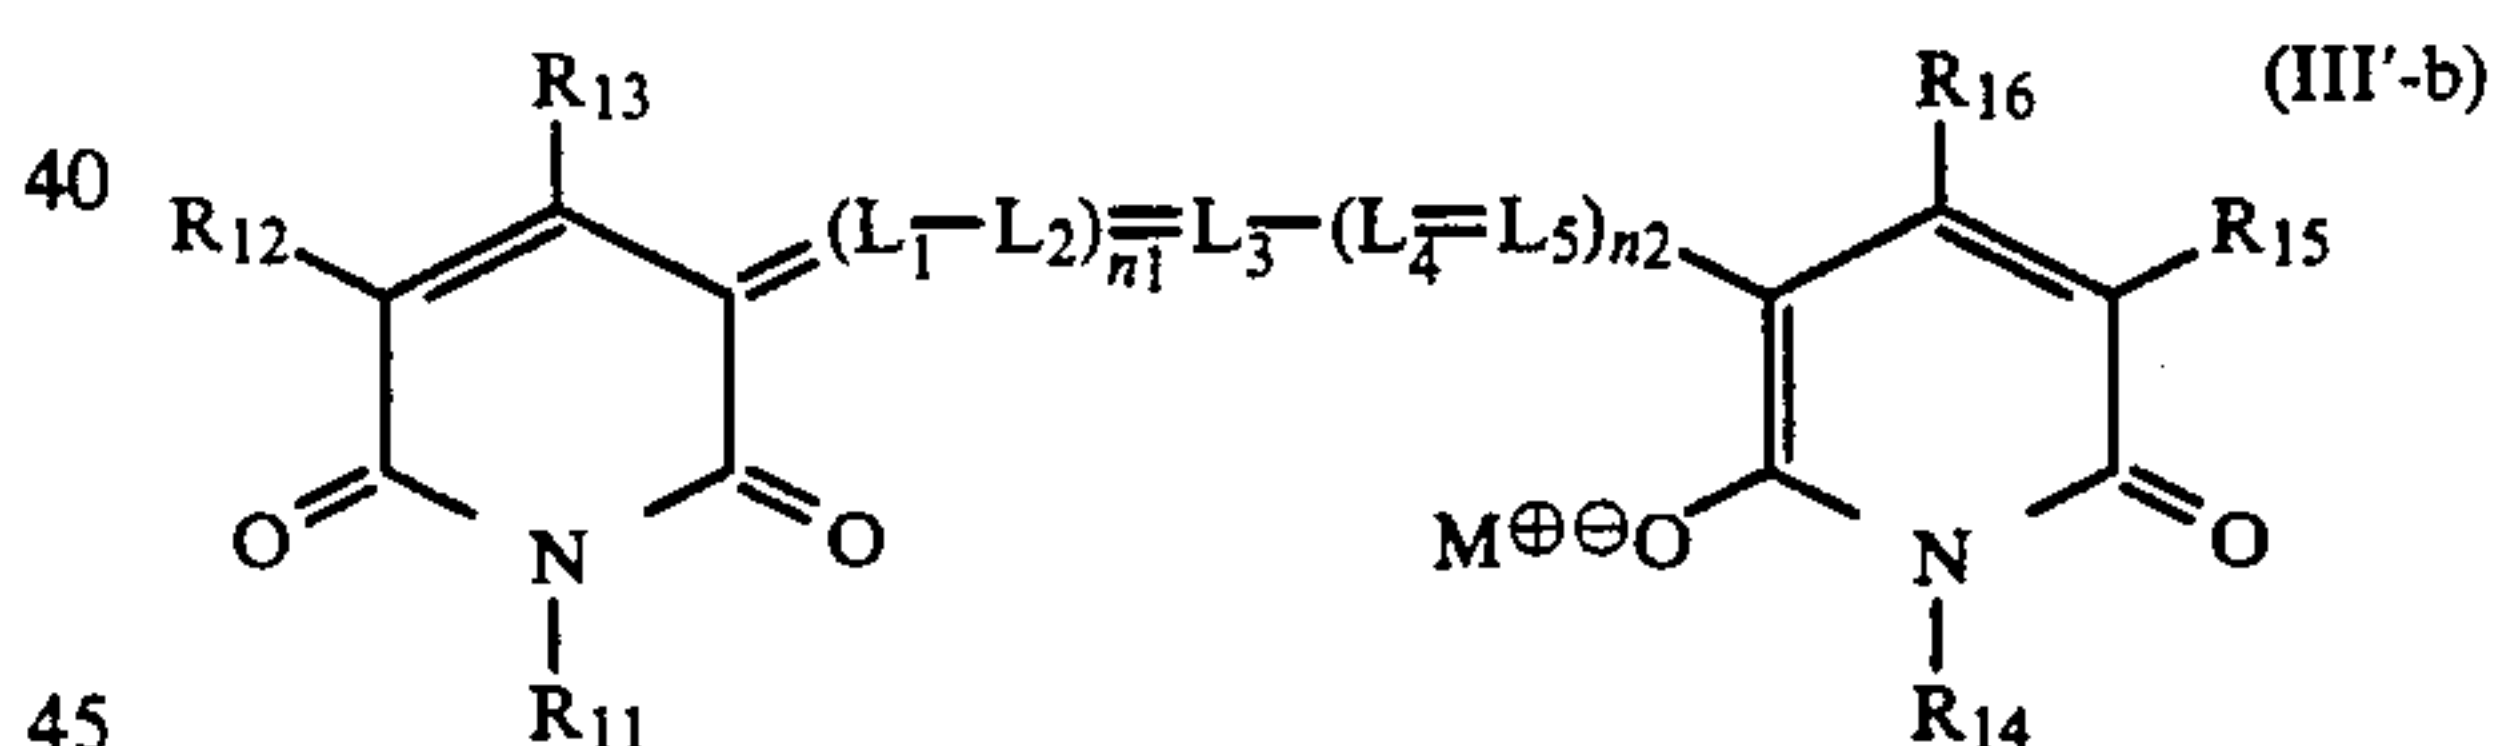 R13 R16 (III'-b)
40
R12 (L1—L2)n1=L3—(L4=L5)n2 R15
O N O M⊕⊖O N O
45 R11 R14